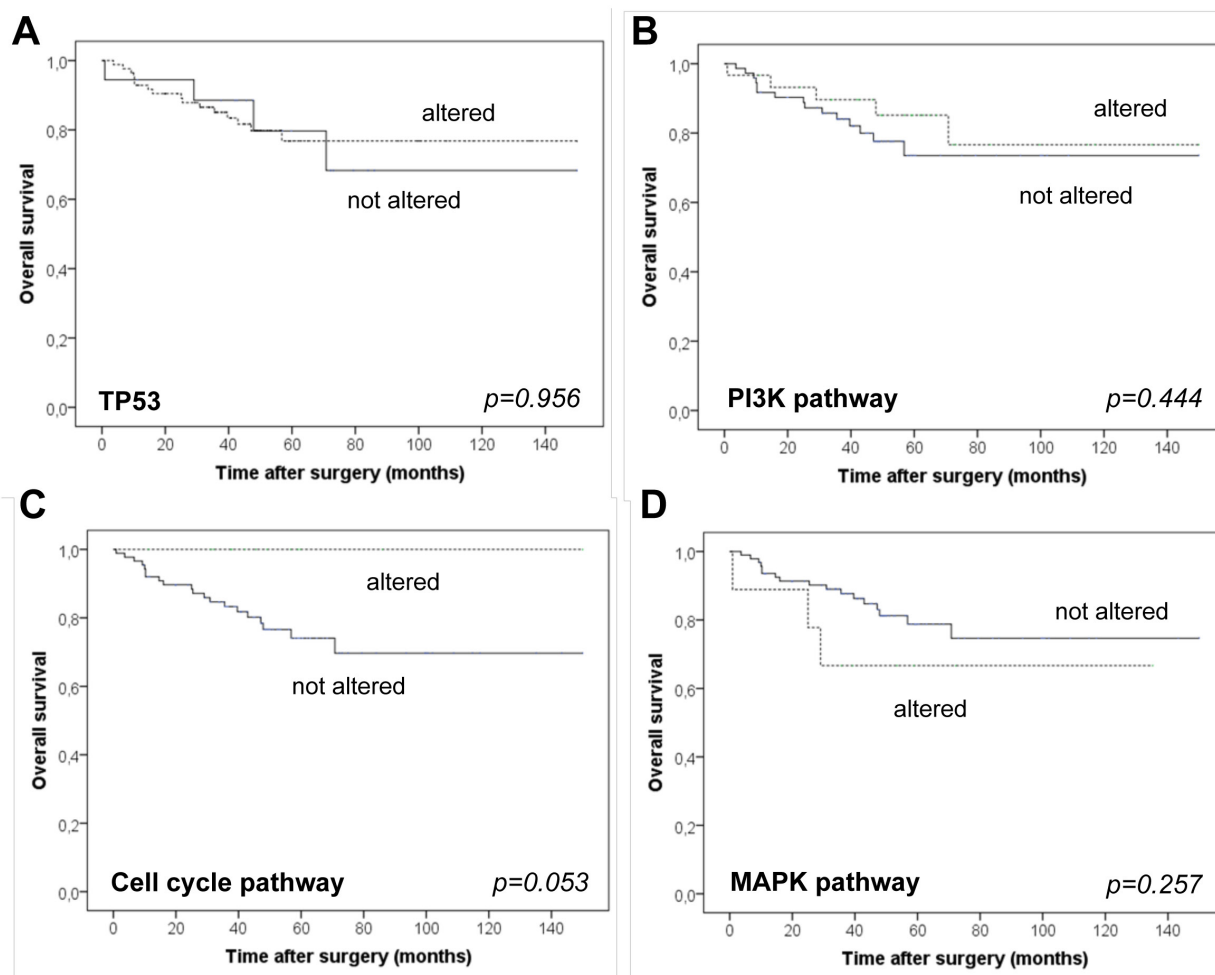 A
Overall survival
1,0
0,8
0,6
0,4
0,2
0,0
altered
not altered
TP53
p=0.956
0 20 40 60 80 100 120 140
Time after surgery (months)
B
Overall survival
1,0
0,8
0,6
0,4
0,2
0,0
altered
not altered
PI3K pathway
p=0.444
0 20 40 60 80 100 120 140
Time after surgery (months)
C
Overall survival
1,0
0,8
0,6
0,4
0,2
0,0
altered
not altered
Cell cycle pathway
p=0.053
0 20 40 60 80 100 120 140
Time after surgery (months)
D
Overall survival
1,0
0,8
0,6
0,4
0,2
0,0
not altered
altered
MAPK pathway
p=0.257
0 20 40 60 80 100 120 140
Time after surgery (months)